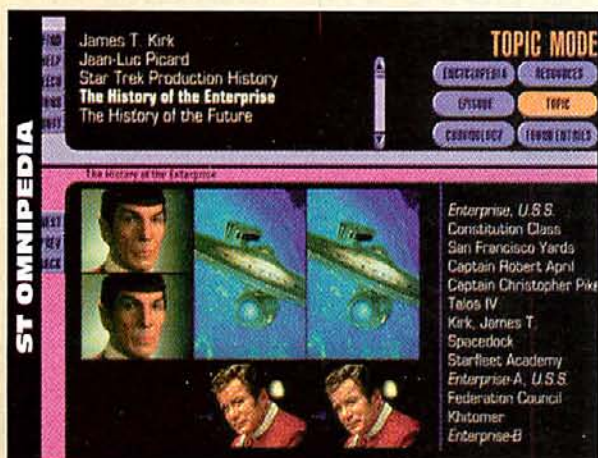 ST OMNIPEDIA
FIND
HELP
James T. Kirk
Jean-Luc Picard
Star Trek Production History
The History of the Enterprise
The History of the Future
TOPIC MODE
ENCYCLOPEDIA
RESOURCES
EPISODE
TOPIC
CHRONOLOGY
FOUND ENTRIES
The History of the Enterprise
Enterprise, U.S.S.
Constitution Class
San Francisco Yards
Captain Robert April
Captain Christopher Pike
Talos IV
Kirk, James T.
Spacedock
Starfleet Academy
Enterprise-A, U.S.S.
Federation Council
Khitomer
Enterprise-B